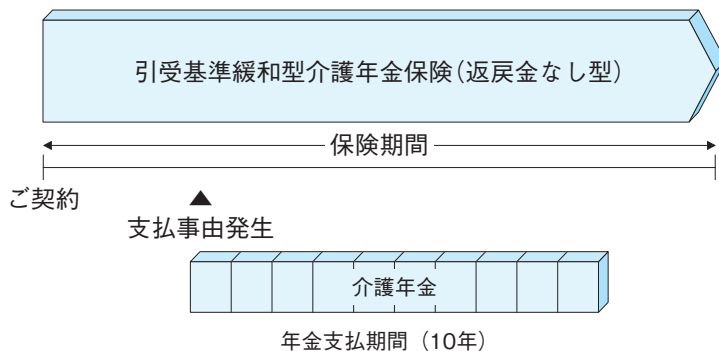 引受基準緩和型介護年金保険（返戻金なし型）
保険期間
ご契約
支払事由発生
介護年金
年金支払期間（10年）